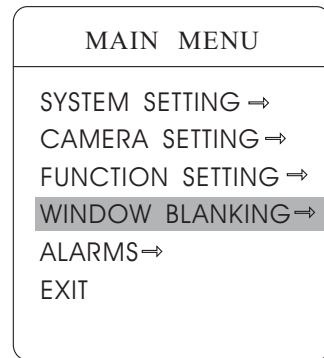 MAIN MENU
SYSTEM SETTING ⇒
CAMERA SETTING ⇒
FUNCTION SETTING ⇒
WINDOW BLANKING ⇒
ALARMS ⇒
EXIT